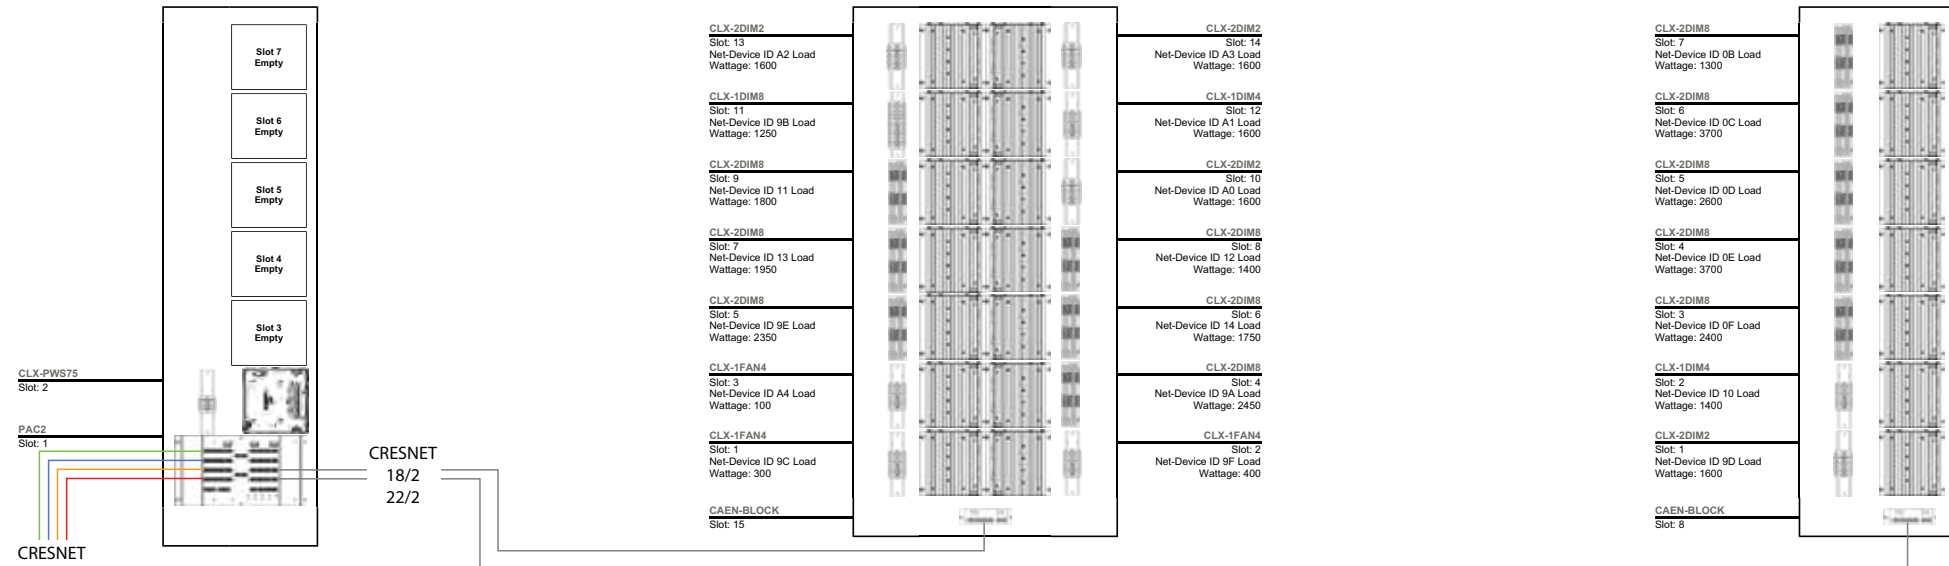 Slot 7
Empty
Slot 6
Empty
Slot 5
Empty
Slot 4
Empty
Slot 3
Empty
CLX-PWS75
Slot: 2
PAC2
Slot: 1
CRESNET
CRESNET
18/2
22/2
CLX-2DIM2
Slot: 13
Net-Device ID A2 Load
Wattage: 1600
CLX-1DIM8
Slot: 11
Net-Device ID 9B Load
Wattage: 1250
CLX-2DIM8
Slot: 9
Net-Device ID 11 Load
Wattage: 1800
CLX-2DIM8
Slot: 7
Net-Device ID 13 Load
Wattage: 1950
CLX-2DIM8
Slot: 5
Net-Device ID 9E Load
Wattage: 2350
CLX-1FAN4
Slot: 3
Net-Device ID A4 Load
Wattage: 100
CLX-1FAN4
Slot: 1
Net-Device ID 9C Load
Wattage: 300
CAEN-BLOCK
Slot: 15
CLX-2DIM2
Slot: 14
Net-Device ID A3 Load
Wattage: 1600
CLX-1DIM4
Slot: 12
Net-Device ID A1 Load
Wattage: 1600
CLX-2DIM2
Slot: 10
Net-Device ID A0 Load
Wattage: 1600
CLX-2DIM8
Slot: 8
Net-Device ID 12 Load
Wattage: 1400
CLX-2DIM8
Slot: 6
Net-Device ID 14 Load
Wattage: 1750
CLX-2DIM8
Slot: 4
Net-Device ID 9A Load
Wattage: 2450
CLX-1FAN4
Slot: 2
Net-Device ID 9F Load
Wattage: 400
CLX-2DIM8
Slot: 7
Net-Device ID 0B Load
Wattage: 1300
CLX-2DIM8
Slot: 6
Net-Device ID 0C Load
Wattage: 3700
CLX-2DIM8
Slot: 5
Net-Device ID 0D Load
Wattage: 2600
CLX-2DIM8
Slot: 4
Net-Device ID 0E Load
Wattage: 3700
CLX-2DIM8
Slot: 3
Net-Device ID 0F Load
Wattage: 2400
CLX-1DIM4
Slot: 2
Net-Device ID 10 Load
Wattage: 1400
CLX-2DIM2
Slot: 1
Net-Device ID 9D Load
Wattage: 1600
CAEN-BLOCK
Slot: 8